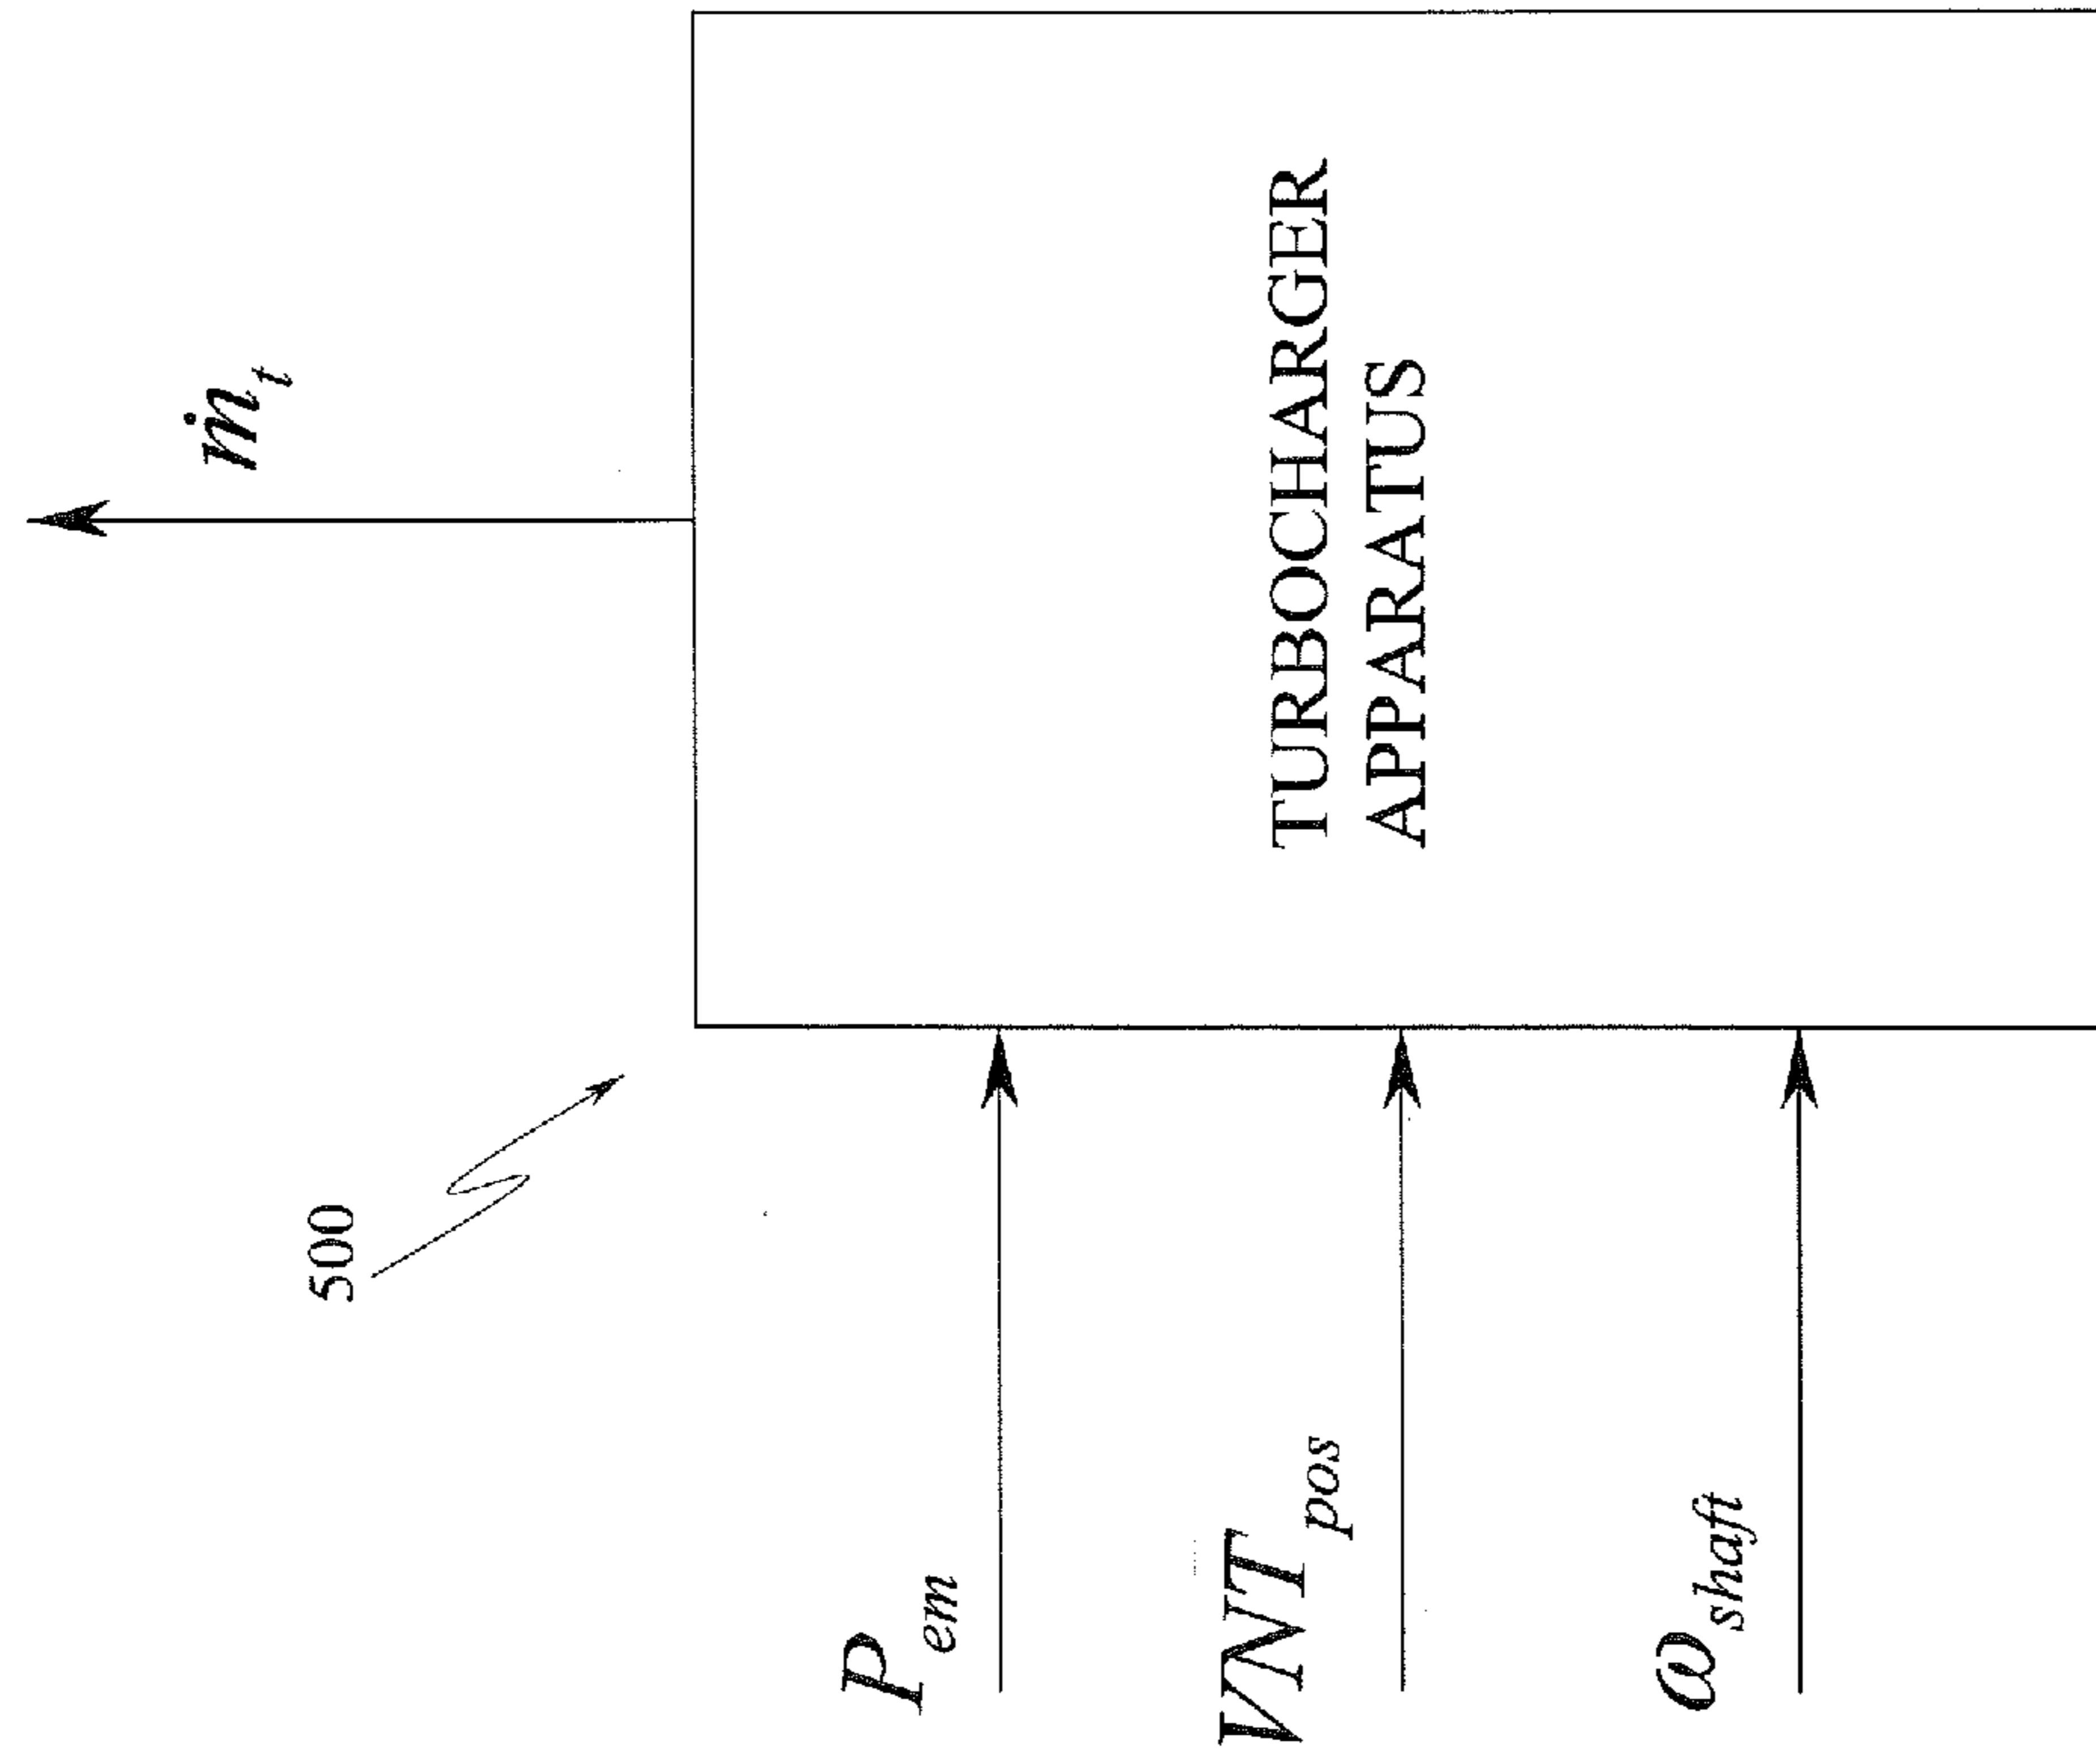 500
ṁt
TURBOCHARGER
APPARATUS
Pem
VNTpos
ωshaft